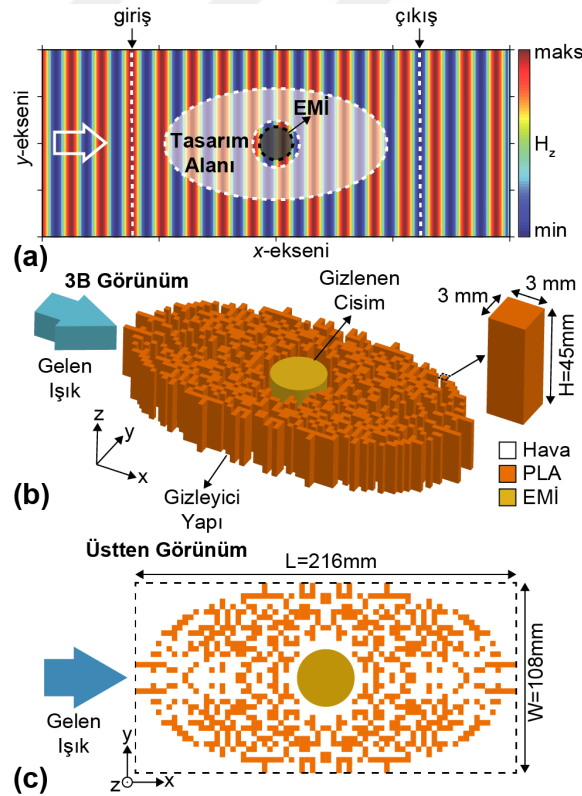 giriş
çıkış
maks
EMİ
Tasarım
Alanı
y-ekseni
H_z
min
x-ekseni
(a)
3B Görünüm
Gizlenen
Cisim
3 mm
3 mm
H=45mm
Gelen
Işık
z
y
x
Hava
PLA
EMİ
Gizleyici
Yapı
(b)
Üstten Görünüm
L=216mm
W=108mm
Gelen
Işık
y
z
x
(c)